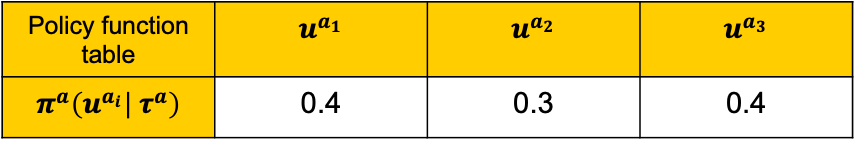 Policy function table
𝒖^{𝒂_1} 𝒖^{𝒂_2} 𝒖^{𝒂_3}
𝝅^𝒂(𝒖^{𝒂_𝒊}| 𝝉^𝒂) 0.4 0.3 0.4